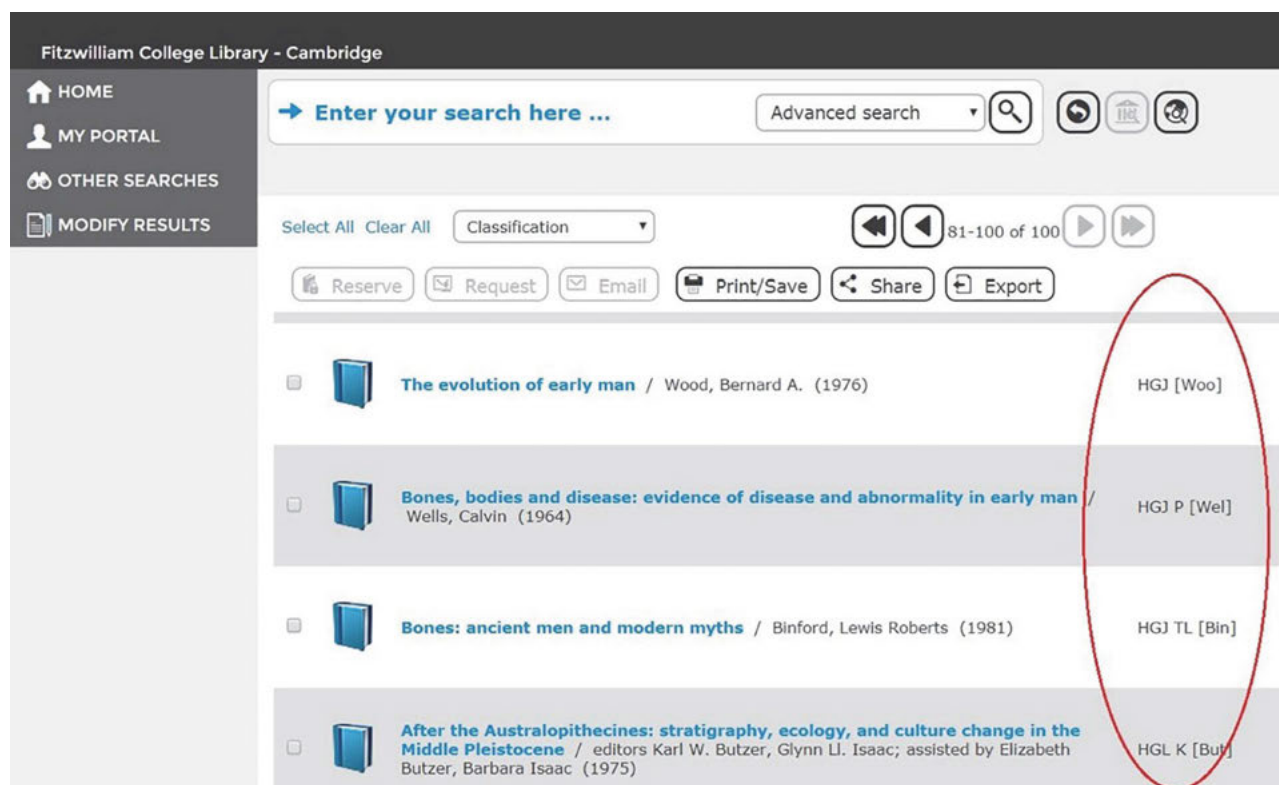 Fitzwilliam College Library - Cambridge
HOME
MY PORTAL
OTHER SEARCHES
MODIFY RESULTS
Enter your search here ...
Advanced search
Select All Clear All
Classification
81-100 of 100
Reserve
Request
Email
Print/Save
Share
Export
The evolution of early man / Wood, Bernard A. (1976)
HGJ [Woo]
Bones, bodies and disease: evidence of disease and abnormality in early man /
Wells, Calvin (1964)
HGJ P [Wel]
Bones: ancient men and modern myths / Binford, Lewis Roberts (1981)
HGJ TL [Bin]
After the Australopithecines: stratigraphy, ecology, and culture change in the
Middle Pleistocene / editors Karl W. Butzer, Glynn Ll. Isaac; assisted by Elizabeth
Butzer, Barbara Isaac (1975)
HGL K [But]